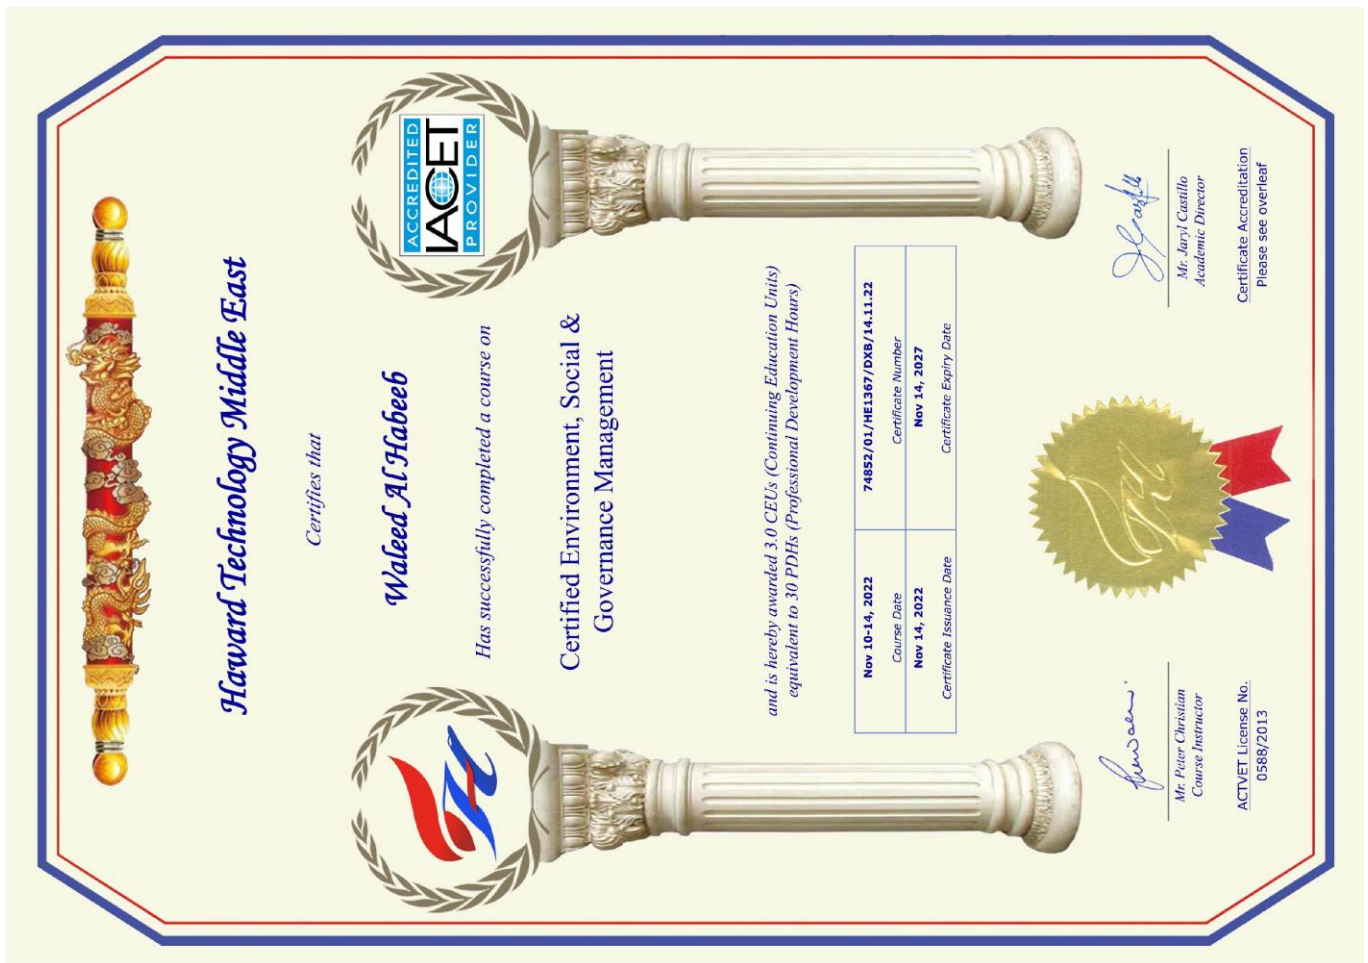 Haward Technology Middle East
Certifies that
Waleed Al Habeeb
ACCREDITED
IACET
PROVIDER
Has successfully completed a course on
Certified Environment, Social &
Governance Management
and is hereby awarded 3.0 CEUs (Continuing Education Units)
equivalent to 30 PDHs (Professional Development Hours)
Nov 10-14, 2022
Course Date
74852/01/HE1367/DXB/14.11.22
Certificate Number
Nov 14, 2022
Certificate Issuance Date
Nov 14, 2027
Certificate Expiry Date
Mr. Peter Christian
Course Instructor
Mr. Jaryl Castillo
Academic Director
ACTVET License No.
0588/2013
Certificate Accreditation
Please see overleaf